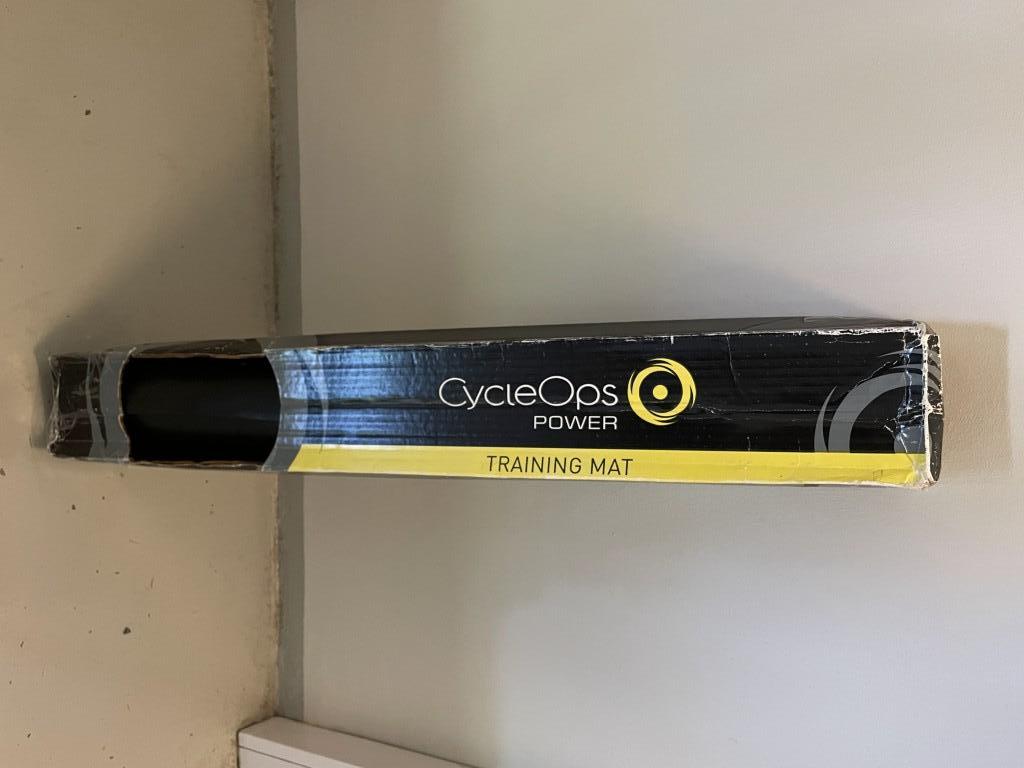 CycleOps
POWER
TRAINING MAT